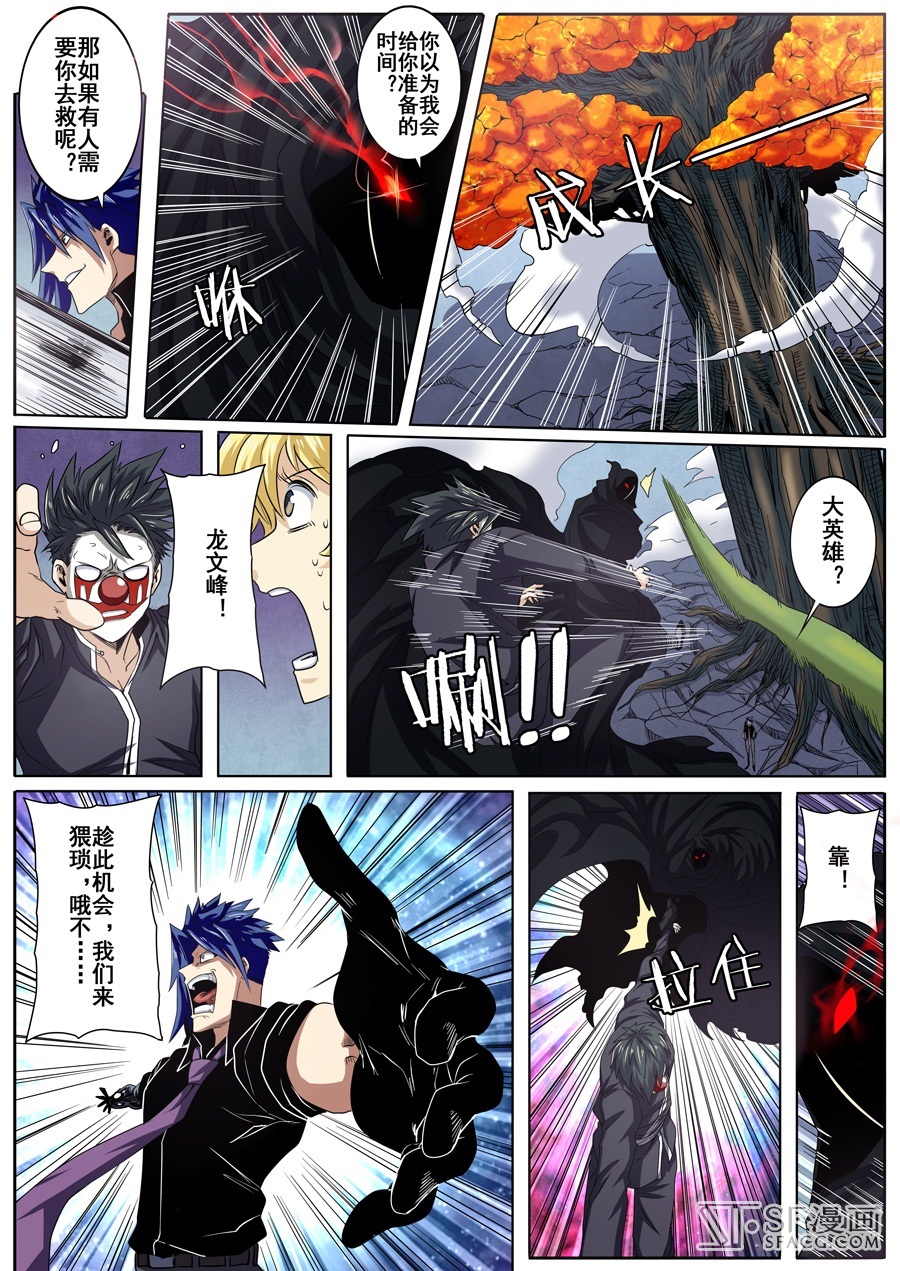 成长——
你以为我会
给你准备的
时间？
咻
那如果有人需
要你去救呢？
大英雄？
唰!!
龙文峰！
靠！
拉住
趁此机会，我们来
猥琐，哦不……
SF漫画
SFACG.COM